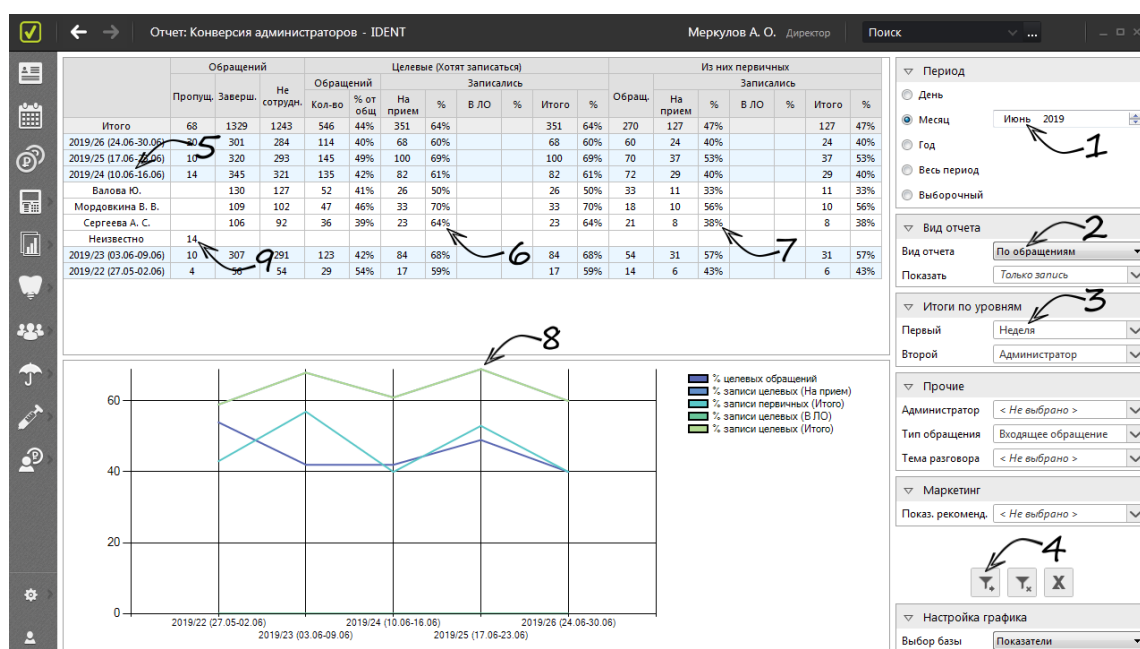 Отчет: Конверсия администраторов - IDENT
Меркулов А. О. Директор
Поиск
...
Обращений Целевые (Хотят записаться) Из них первичных
Пропущ. Заверш. Не сотрудн. Обращений Записались Обращ. Записались
Кол-во % от общ На прием % В ЛО % Итого % На прием % В ЛО % Итого %
Итого 68 1329 1243 546 44% 351 64% 351 64% 270 127 47% 127 47%
2019/26 (24.06-30.06) 301 284 114 40% 68 60% 68 60% 60 24 40% 24 40%
2019/25 (17.06-23.06) 10 320 293 145 49% 100 69% 100 69% 70 37 53% 37 53%
2019/24 (10.06-16.06) 14 345 321 135 42% 82 61% 82 61% 72 29 40% 29 40%
Валова Ю. 130 127 52 41% 26 50% 26 50% 33 11 33% 11 33%
Мордовкина В. В. 109 102 47 46% 33 70% 33 70% 18 10 56% 10 56%
Сергеева А. С. 106 92 36 39% 23 64% 23 64% 21 8 38% 8 38%
Неизвестно 14
2019/23 (03.06-09.06) 10 307 291 123 42% 84 68% 84 68% 54 31 57% 31 57%
2019/22 (27.05-02.06) 4 56 54 29 54% 17 59% 17 59% 14 6 43% 6 43%
5
6
7
9
8
% целевых обращений
% записи целевых (На прием)
% записи первичных (Итого)
% записи целевых (В ЛО)
% записи целевых (Итого)
60
40
20
0
2019/22 (27.05-02.06) 2019/24 (10.06-16.06) 2019/26 (24.06-30.06)
2019/23 (03.06-09.06) 2019/25 (17.06-23.06)
Период
День
Месяц Июнь 2019
1
Год
Весь период
Выборочный
Вид отчета
2
Вид отчета По обращениям
Показать Только запись
Итоги по уровням
3
Первый Неделя
Второй Администратор
Прочие
Администратор < Не выбрано >
Тип обращения Входящее обращение
Тема разговора < Не выбрано >
Маркетинг
Показ. рекоменд. < Не выбрано >
4
X
Настройка графика
Выбор базы Показатели